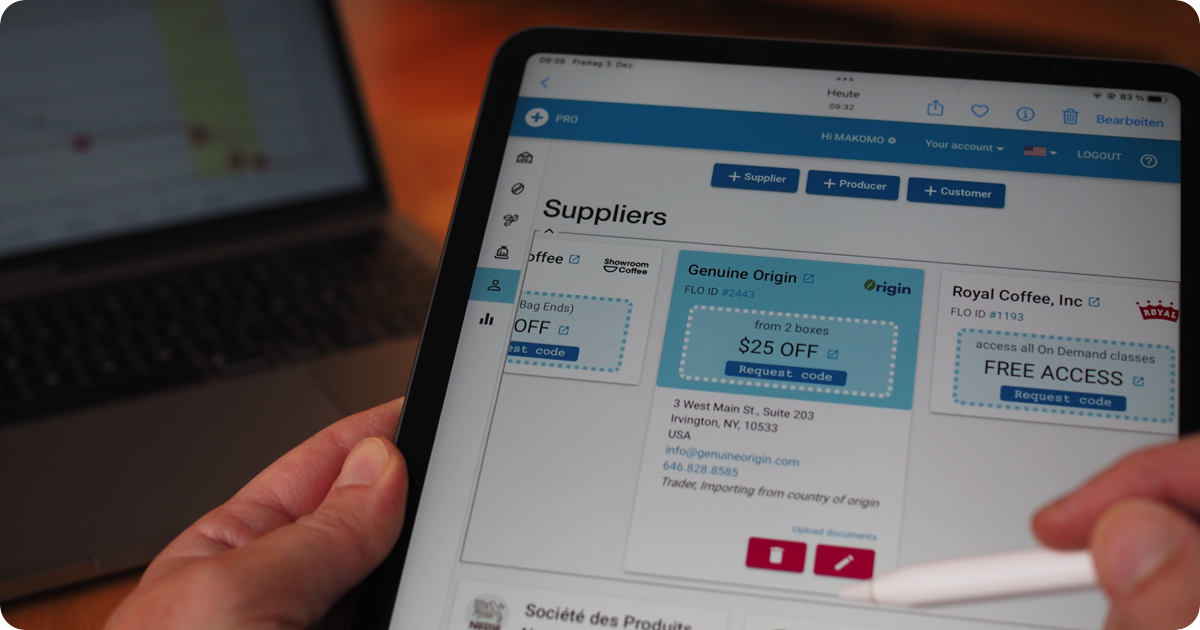 09:39 Freitag 3. Dez.
83 %
Heute
09:32
Bearbeiten
PRO
Hi MAKOMO
Your account
LOGOUT
+ Supplier
+ Producer
+ Customer
Suppliers
offee
Showroom
Coffee
Bag Ends)
OFF
est code
Genuine Origin
FLO ID #2443
Origin
from 2 boxes
$25 OFF
Request code
3 West Main St., Suite 203
Irvington, NY, 10533
USA
info@genuineorigin.com
646.828.8585
Trader, Importing from country of origin
Upload documents
Royal Coffee, Inc
FLO ID #1193
ROYAL
access all On Demand classes
FREE ACCESS
Request code
Nestlé
Société des Produits